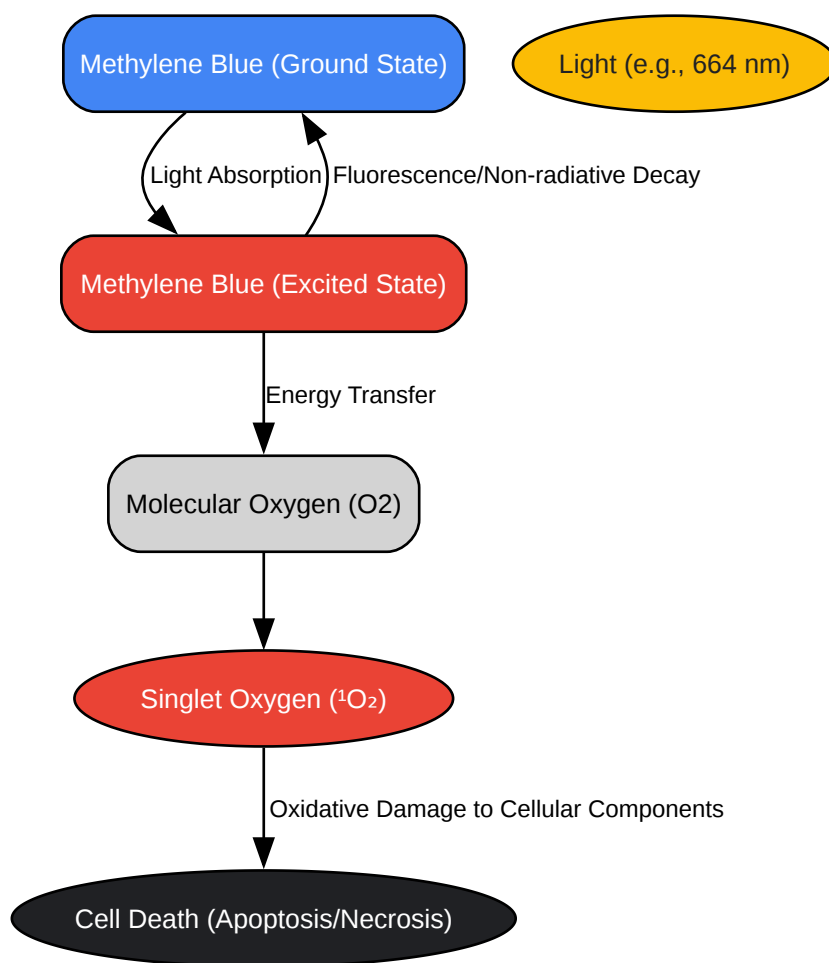 Methylene Blue (Ground State)
Light (e.g., 664 nm)
Light Absorption
Fluorescence/Non-radiative Decay
Methylene Blue (Excited State)
Energy Transfer
Molecular Oxygen (O2)
Singlet Oxygen (¹O₂)
Oxidative Damage to Cellular Components
Cell Death (Apoptosis/Necrosis)